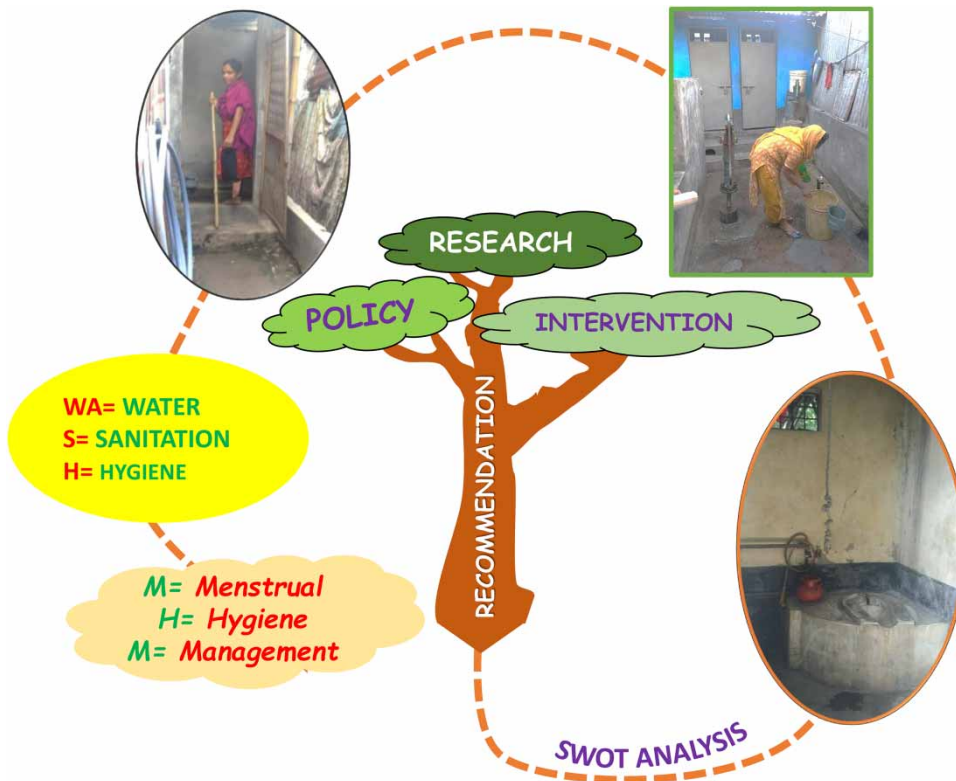 RESEARCH
POLICY
INTERVENTION
RECOMMENDATION
WA= WATER
S= SANITATION
H= HYGIENE
M= Menstrual
H= Hygiene
M= Management
SWOT ANALYSIS